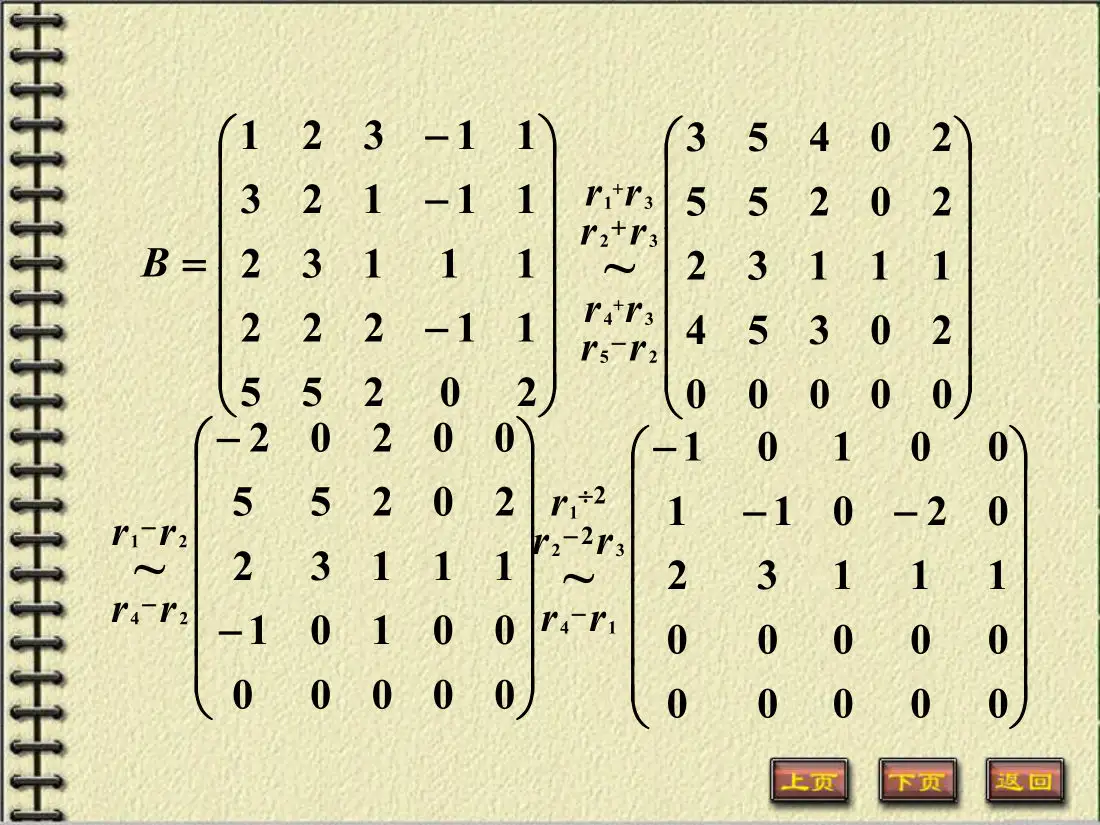 B = ( 1 2 3 −1 1
3 2 1 −1 1
2 3 1 1 1
2 2 2 −1 1
5 5 2 0 2 )
r₁+r₃
r₂+r₃
~
r₄+r₃
r₅−r₂
( 3 5 4 0 2
5 5 2 0 2
2 3 1 1 1
4 5 3 0 2
0 0 0 0 0 )
r₁−r₂
~
r₄−r₂
( −2 0 2 0 0
5 5 2 0 2
2 3 1 1 1
−1 0 1 0 0
0 0 0 0 0 )
r₁÷2
r₂−2r₃
~
r₄−r₁
( −1 0 1 0 0
1 −1 0 −2 0
2 3 1 1 1
0 0 0 0 0
0 0 0 0 0 )
上页 下页 返回